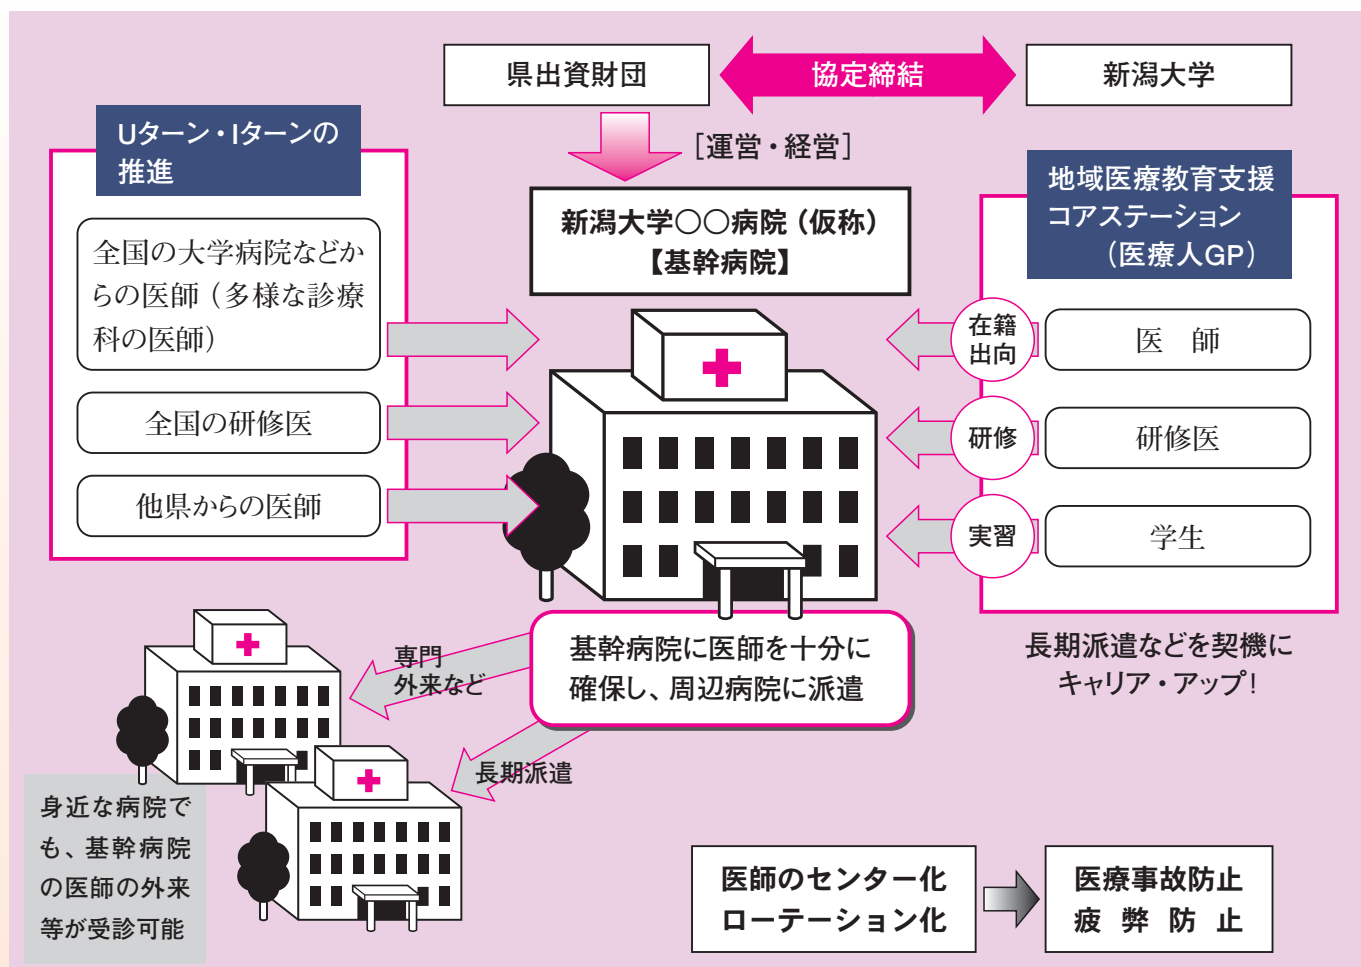 県出資財団
協定締結
新潟大学
[運営・経営]
Uターン・Iターンの
推進
全国の大学病院などか
らの医師（多様な診療
科の医師）
全国の研修医
他県からの医師
新潟大学〇〇病院（仮称）
【基幹病院】
地域医療教育支援
コアステーション
（医療人GP）
在籍
出向
医　師
研修
研修医
実習
学生
長期派遣などを契機に
キャリア・アップ！
基幹病院に医師を十分に
確保し、周辺病院に派遣
専門
外来など
長期派遣
身近な病院で
も、基幹病院
の医師の外来
等が受診可能
医師のセンター化
ローテーション化
医療事故防止
疲 弊 防 止